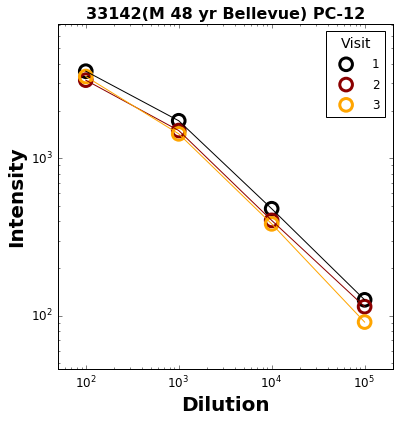 33142(M 48 yr Bellevue) PC-12
Visit
1
2
3
Intensity
10³
10²
10² 10³ 10⁴ 10⁵
Dilution